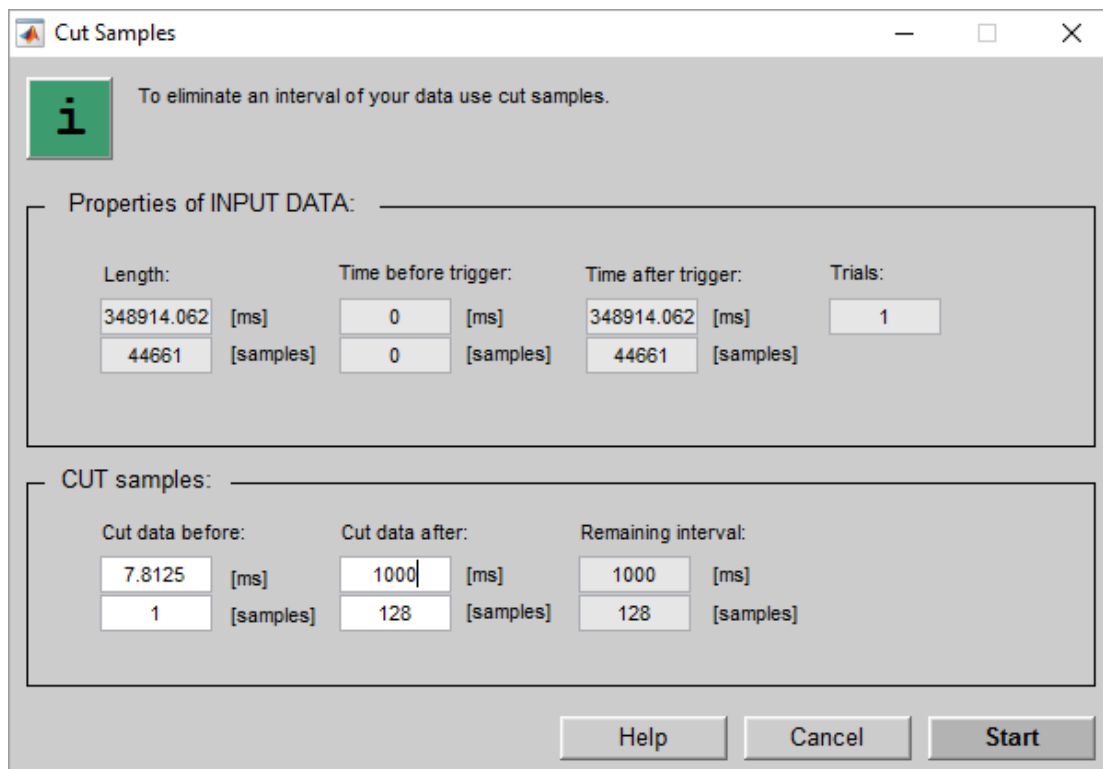 Cut Samples
i
To eliminate an interval of your data use cut samples.
Properties of INPUT DATA:
Length: Time before trigger: Time after trigger: Trials:
348914.062 [ms] 0 [ms] 348914.062 [ms] 1
44661 [samples] 0 [samples] 44661 [samples]
CUT samples:
Cut data before: Cut data after: Remaining interval:
7.8125 [ms] 1000 [ms] 1000 [ms]
1 [samples] 128 [samples] 128 [samples]
Help Cancel Start